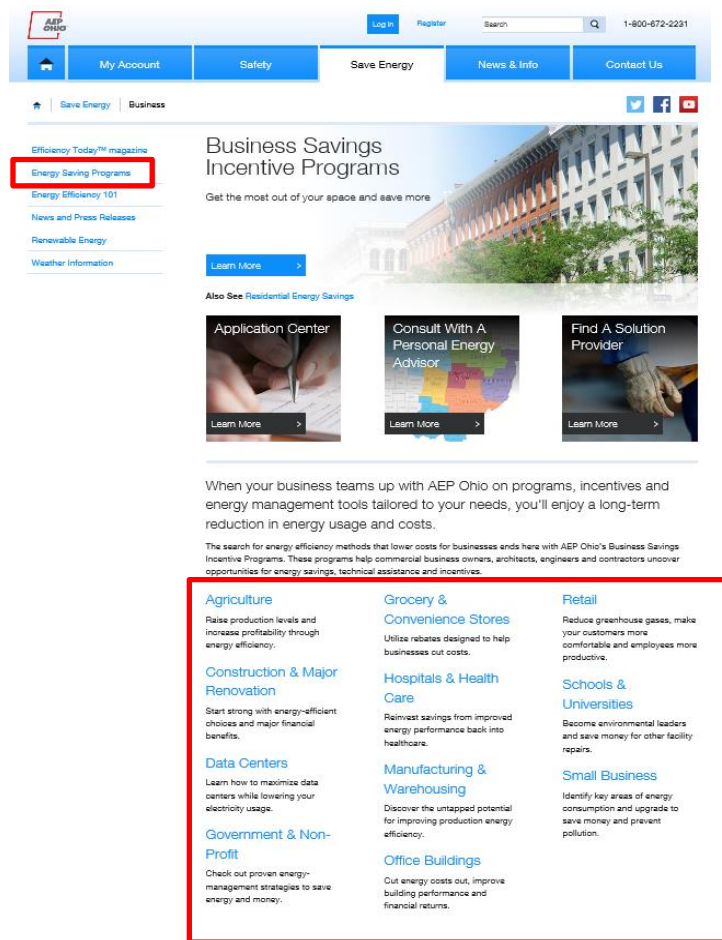 AEP
OHIO
Log In
Register
Search
1-800-672-2231
My Account
Safety
Save Energy
News & Info
Contact Us
Save Energy
Business
Efficiency Today™ magazine
Energy Saving Programs
Energy Efficiency 101
News and Press Releases
Renewable Energy
Weather Information
Business Savings
Incentive Programs
Get the most out of your space and save more
Learn More >
Also See Residential Energy Savings
Application Center
Learn More >
Consult With A
Personal Energy
Advisor
Learn More >
Find A Solution
Provider
Learn More >
When your business teams up with AEP Ohio on programs, incentives and
energy management tools tailored to your needs, you'll enjoy a long-term
reduction in energy usage and costs.
The search for energy efficiency methods that lower costs for businesses ends here with AEP Ohio's Business Savings
Incentive Programs. These programs help commercial business owners, architects, engineers and contractors uncover
opportunities for energy savings, technical assistance and incentives.
Agriculture
Raise production levels and
increase profitability through
energy efficiency.
Construction & Major
Renovation
Start strong with energy-efficient
choices and major financial
benefits.
Data Centers
Learn how to maximize data
centers while lowering your
electricity usage.
Government & Non-
Profit
Check out proven energy-
management strategies to save
energy and money.
Grocery &
Convenience Stores
Utilize rebates designed to help
businesses cut costs.
Hospitals & Health
Care
Reinvest savings from improved
energy performance back into
healthcare.
Manufacturing &
Warehousing
Discover the untapped potential
for improving production energy
efficiency.
Office Buildings
Cut energy costs out, improve
building performance and
financial returns.
Retail
Reduce greenhouse gases, make
your customers more
comfortable and employees more
productive.
Schools &
Universities
Become environmental leaders
and save money for other facility
repairs.
Small Business
Identify key areas of energy
consumption and upgrade to
save money and prevent
pollution.